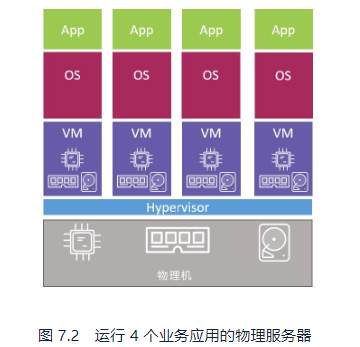 App App App App
OS OS OS OS
VM VM VM VM
Hypervisor
物理机
图 7.2 运行 4 个业务应用的物理服务器